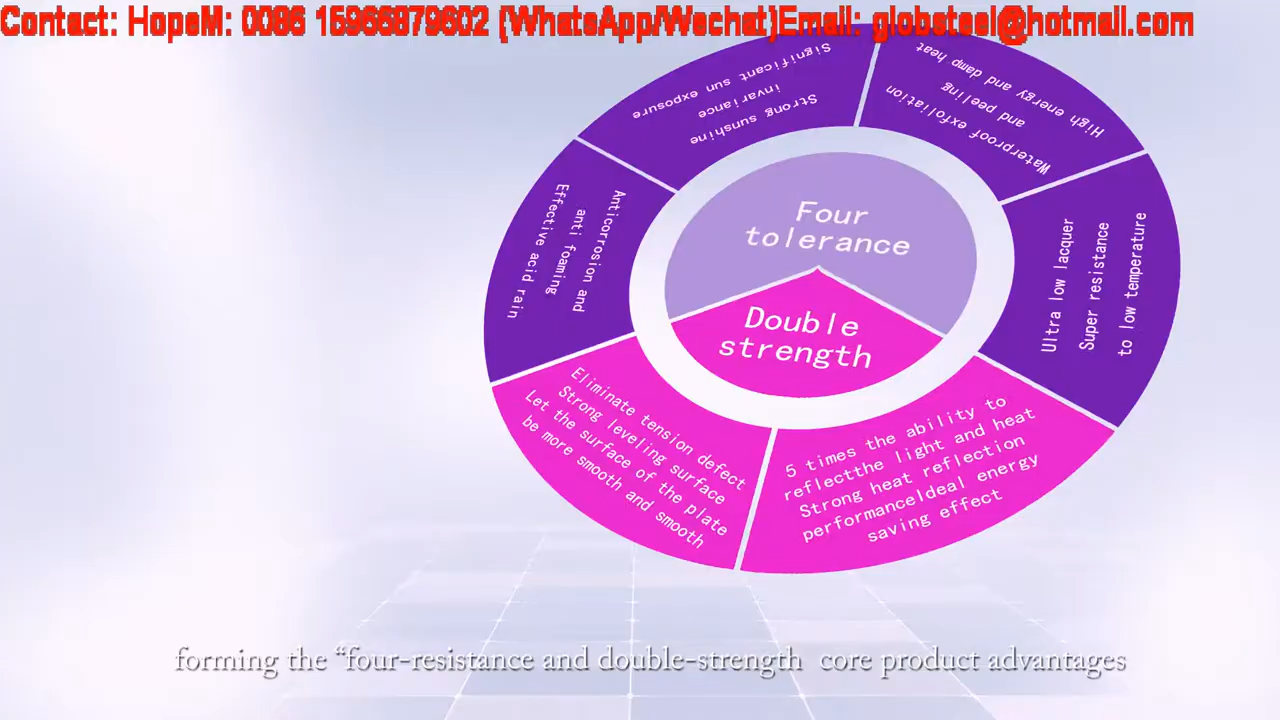 Contact: HopeM: 0086 15966879602 (WhatsApp/Wechat)Email: globsteel@hotmail.com
Significant sun exposure
invariance
Strong sunshine
High energy and damp heat
and peeling
Waterproof exfoliation
Anticorrosion and
anti foaming
Effective acid rain
Four
tolerance
Ultra low lacquer
Super resistance
to low temperature
Double
strength
Eliminate tension defect
Strong leveling surface
Let the surface of the plate
be more smooth and smooth
5 times the ability to
reflectthe light and heat
Strong heat reflection
performanceIdeal energy
saving effect
forming the “four-resistance and double-strength core product advantages